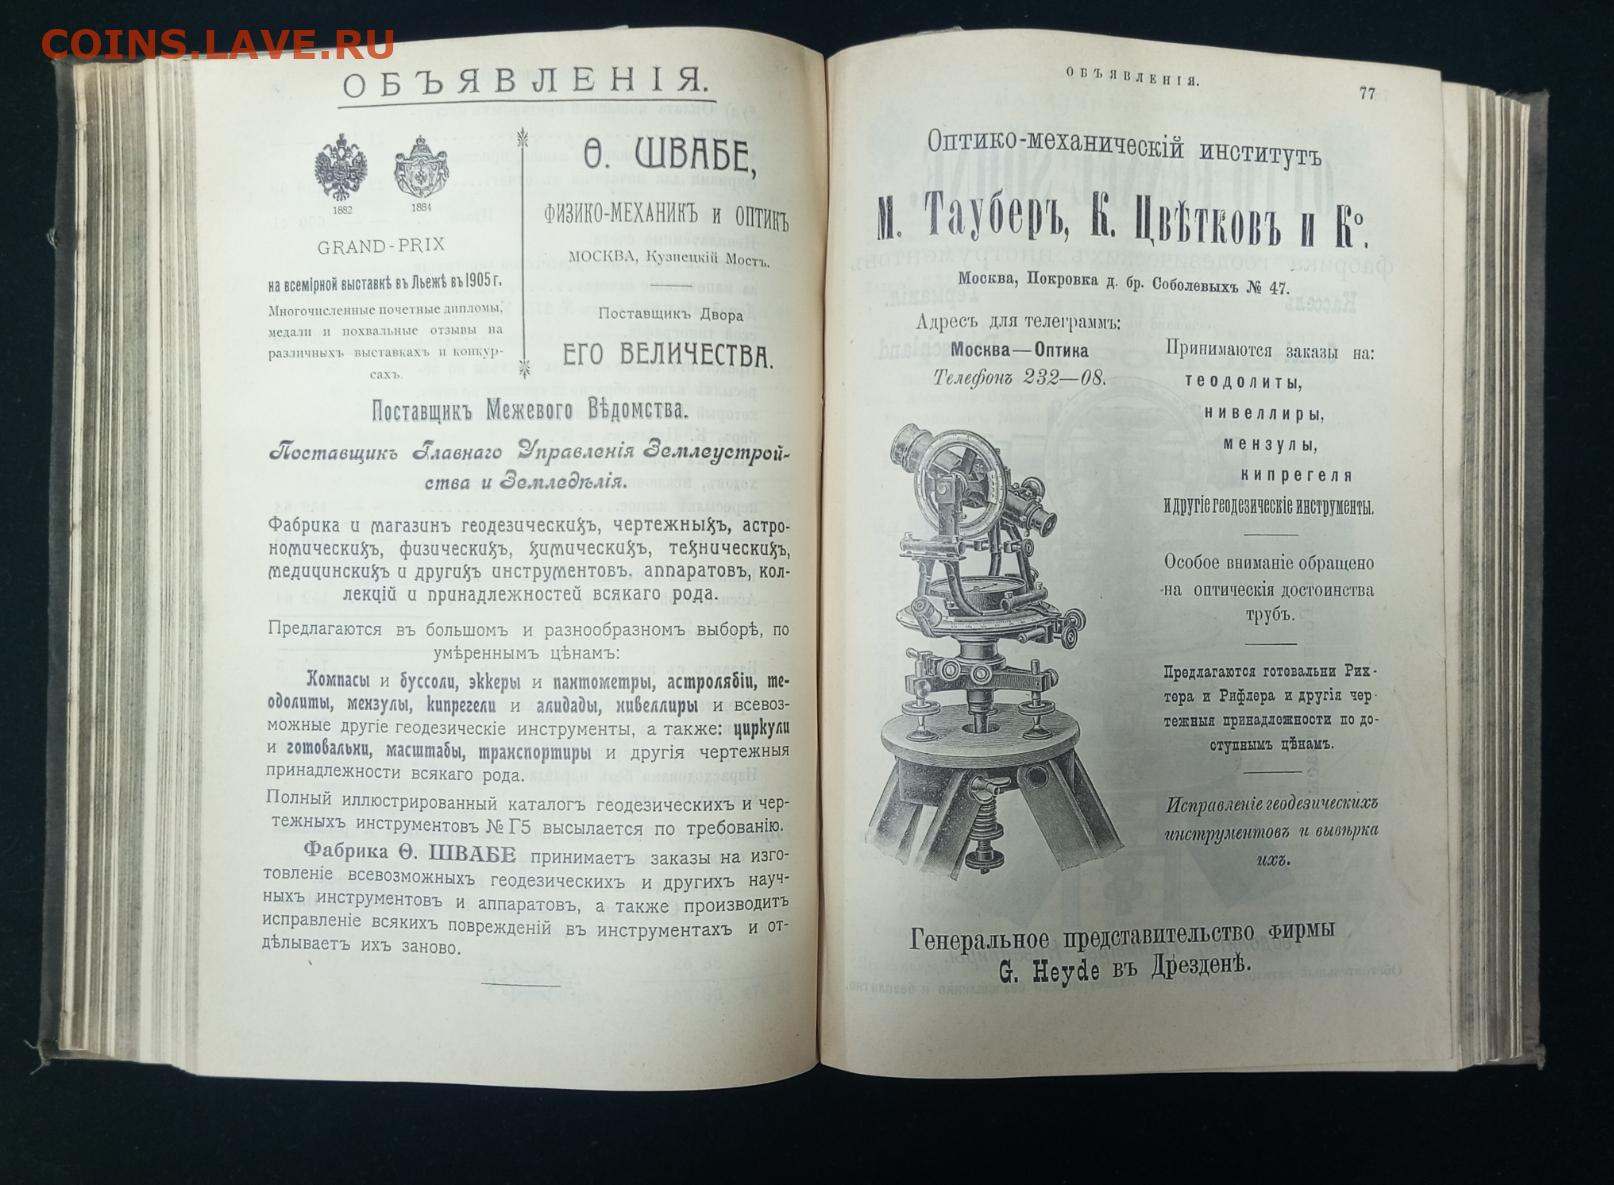 COINS.LAVE.RU
ОБЪЯВЛЕНІЯ.
1882
1884
GRAND-PRIX
на всемірной выставкѣ въ Льежѣ въ 1905 г.
Многочисленные почетные дипломы,
медали и похвальные отзывы на
различныхъ выставкахъ и конкур-
сахъ.
Ѳ. ШВАБЕ,
ФИЗИКО-МЕХАНИКЪ и ОПТИКЪ
МОСКВА, Кузнецкій Мостъ.
Поставщикъ Двора
ЕГО ВЕЛИЧЕСТВА.
Поставщикъ Межевого Вѣдомства.
Поставщикъ Главнаго Управленія Землеустрой-
ства и Земледѣлія.
Фабрика и магазинъ геодезическихъ, чертежныхъ, астро-
номическихъ, физическихъ, химическихъ, техническихъ,
медицинскихъ и другихъ инструментовъ, аппаратовъ, кол-
лекцій и принадлежностей всякаго рода.
Предлагаются въ большомъ и разнообразномъ выборѣ, по
умѣреннымъ цѣнамъ:
Компасы и буссоли, эккеры и пантометры, астролябіи, те-
одолиты, мензулы, кипрегели и алидады, нивеллиры и всевоз-
можные другіе геодезическіе инструменты, а также: циркули
и готовальни, масштабы, транспортиры и другія чертежныя
принадлежности всякаго рода.
Полный иллюстрированный каталогъ геодезическихъ и чер-
тежныхъ инструментовъ № Г5 высылается по требованію.
Фабрика Ѳ. ШВАБЕ принимаетъ заказы на изго-
товленіе всевозможныхъ геодезическихъ и другихъ науч-
ныхъ инструментовъ и аппаратовъ, а также производитъ
исправленіе всякихъ поврежденій въ инструментахъ и от-
дѣлываетъ ихъ заново.
ОБЪЯВЛЕНІЯ.
77
Оптико-механическій институтъ
М. Тауберъ, К. Цвѣтковъ и Ко.
Москва, Покровка д. бр. Соболевыхъ № 47.
Адресъ для телеграммъ:
Москва—Оптика
Телефонъ 232—08.
Принимаются заказы на:
теодолиты,
нивеллиры,
мензулы,
кипрегеля
и другіе геодезическіе инструменты.
Особое вниманіе обращено
на оптическія достоинства
трубъ.
Предлагаются готовальни Рих-
тера и Рифлера и другія чер-
тежныя принадлежности по до-
ступнымъ цѣнамъ.
Исправленіе геодезическихъ
инструментовъ и вывѣрка
ихъ.
Генеральное представительство фирмы
G. Heyde въ Дрезденѣ.